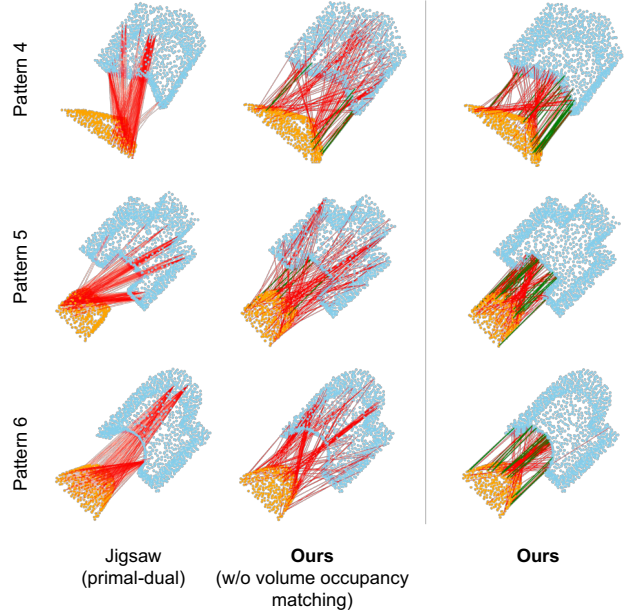 Pattern 4
Pattern 5
Pattern 6
Jigsaw
(primal-dual)
Ours
(w/o volume occupancy
matching)
Ours